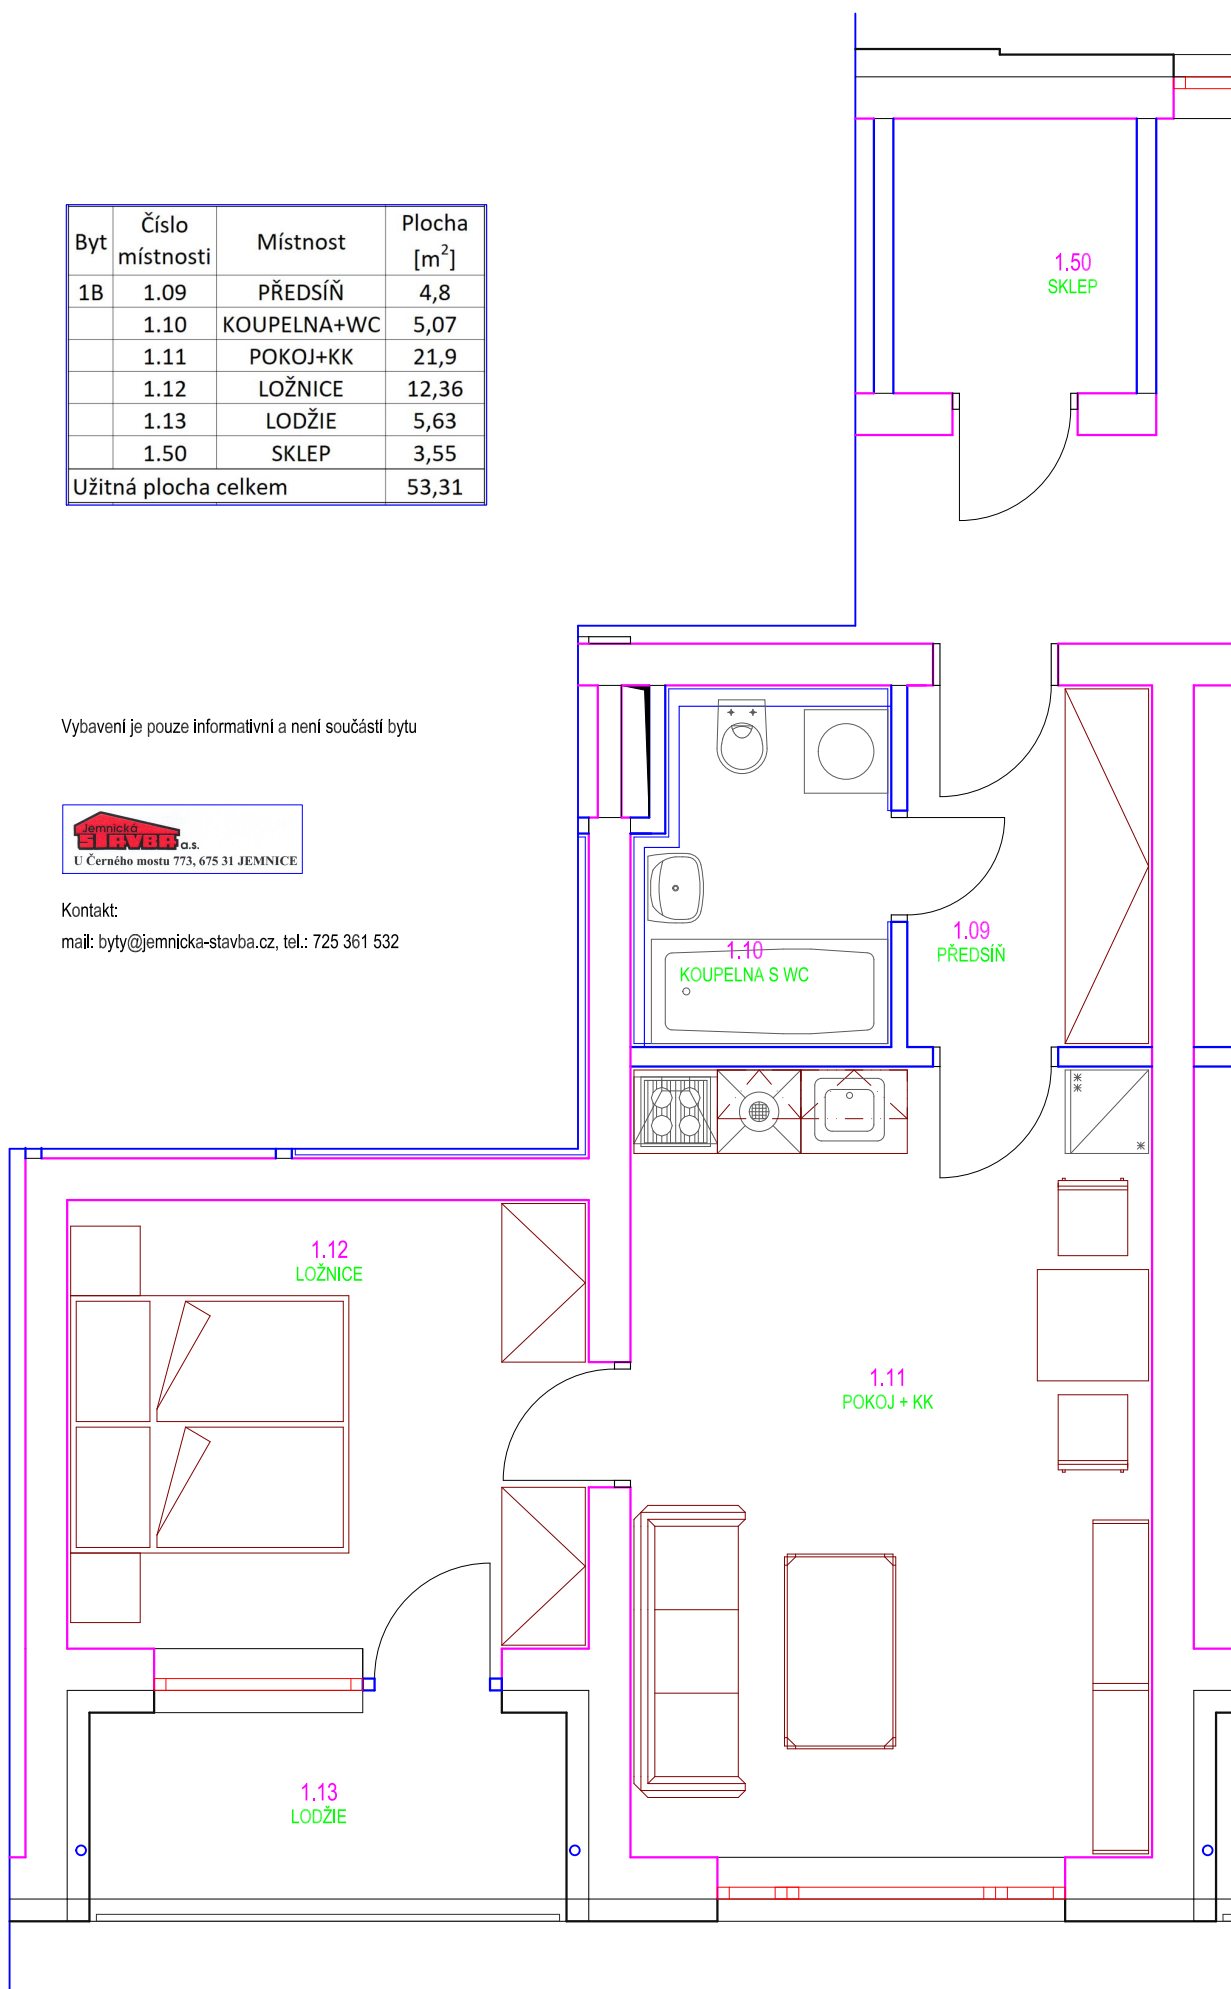 Byt Číslo místnosti Místnost Plocha [m²]
1B 1.09 PŘEDSÍŇ 4,8
1.10 KOUPELNA+WC 5,07
1.11 POKOJ+KK 21,9
1.12 LOŽNICE 12,36
1.13 LODŽIE 5,63
1.50 SKLEP 3,55
Užitná plocha celkem 53,31
1.50
SKLEP
Vybavení je pouze informativní a není součástí bytu
Jemnická
STAVBA a.s.
U Černého mostu 773, 675 31 JEMNICE
Kontakt:
mail: byty@jemnicka-stavba.cz, tel.: 725 361 532
1.10
KOUPELNA S WC
1.09
PŘEDSÍŇ
1.12
LOŽNICE
1.11
POKOJ + KK
1.13
LODŽIE